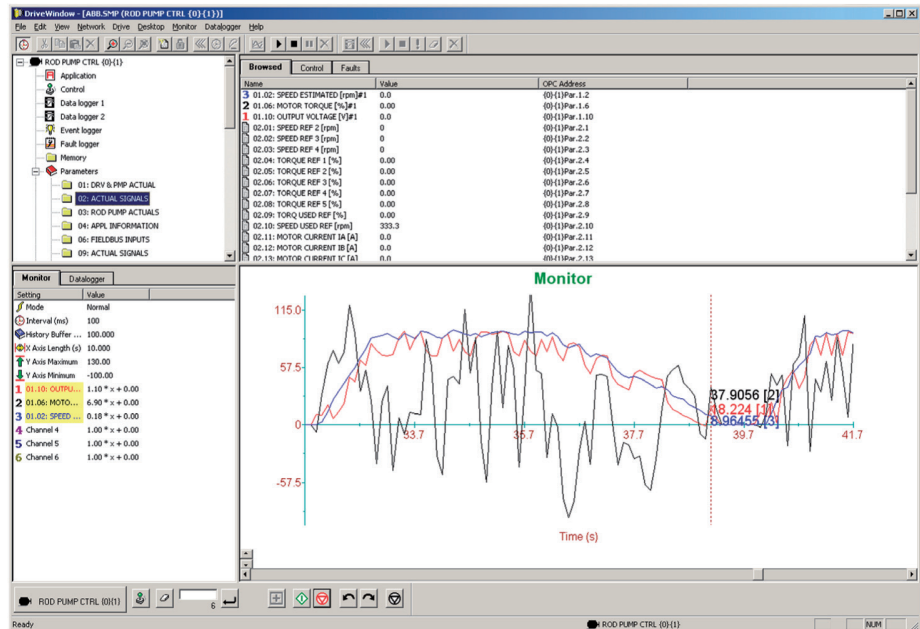 DriveWindow - [ABB.SMP (ROD PUMP CTRL {0}{1})]
File Edit View Network Drive Desktop Monitor Datalogger Help
ROD PUMP CTRL {0}{1}
Application
Control
Data logger 1
Data logger 2
Event logger
Fault logger
Memory
Parameters
01: DRV & PMP ACTUAL
02: ACTUAL SIGNALS
03: ROD PUMP ACTUALS
04: APPL INFORMATION
06: FIELDBUS INPUTS
09: ACTUAL SIGNALS
Browsed Control Faults
Name Value OPC Address
3 01.02: SPEED ESTIMATED [rpm]#1 0.0 {0}{1}Par.1.2
2 01.06: MOTOR TORQUE [%]#1 0.00 {0}{1}Par.1.6
1 01.10: OUTPUT VOLTAGE [V]#1 0.0 {0}{1}Par.1.10
02.01: SPEED REF 2 [rpm] 0 {0}{1}Par.2.1
02.02: SPEED REF 3 [rpm] 0 {0}{1}Par.2.2
02.03: SPEED REF 4 [rpm] 0 {0}{1}Par.2.3
02.04: TORQUE REF 1 [%] 0.00 {0}{1}Par.2.4
02.05: TORQUE REF 2 [%] 0.00 {0}{1}Par.2.5
02.06: TORQUE REF 3 [%] 0.00 {0}{1}Par.2.6
02.07: TORQUE REF 4 [%] 0.00 {0}{1}Par.2.7
02.08: TORQUE REF 5 [%] 0.00 {0}{1}Par.2.8
02.09: TORQ USED REF [%] 0.00 {0}{1}Par.2.9
02.10: SPEED USED REF [rpm] 333.3 {0}{1}Par.2.10
02.11: MOTOR CURRENT IA [A] 0.0 {0}{1}Par.2.11
02.12: MOTOR CURRENT IB [A] 0.0 {0}{1}Par.2.12
02.13: MOTOR CURRENT IC [A] 0.0 {0}{1}Par.2.13
Monitor Datalogger
Setting Value
Mode Normal
Interval (ms) 100
History Buffer ... 100.000
X Axis Length (s) 10.000
Y Axis Maximum 130.00
Y Axis Minimum -100.00
1 01.10: OUTPU... 1.10 * x + 0.00
2 01.06: MOTO... 6.90 * x + 0.00
3 01.02: SPEED ... 0.18 * x + 0.00
4 Channel 4 1.00 * x + 0.00
5 Channel 5 1.00 * x + 0.00
6 Channel 6 1.00 * x + 0.00
Monitor
115.0
57.5
37.9056 [2]
18.224 [1]
8.96455 [3]
0
33.7 35.7 37.7 39.7 41.7
-57.5
Time (s)
ROD PUMP CTRL {0}{1} 6
Ready ROD PUMP CTRL {0}{1} NUM